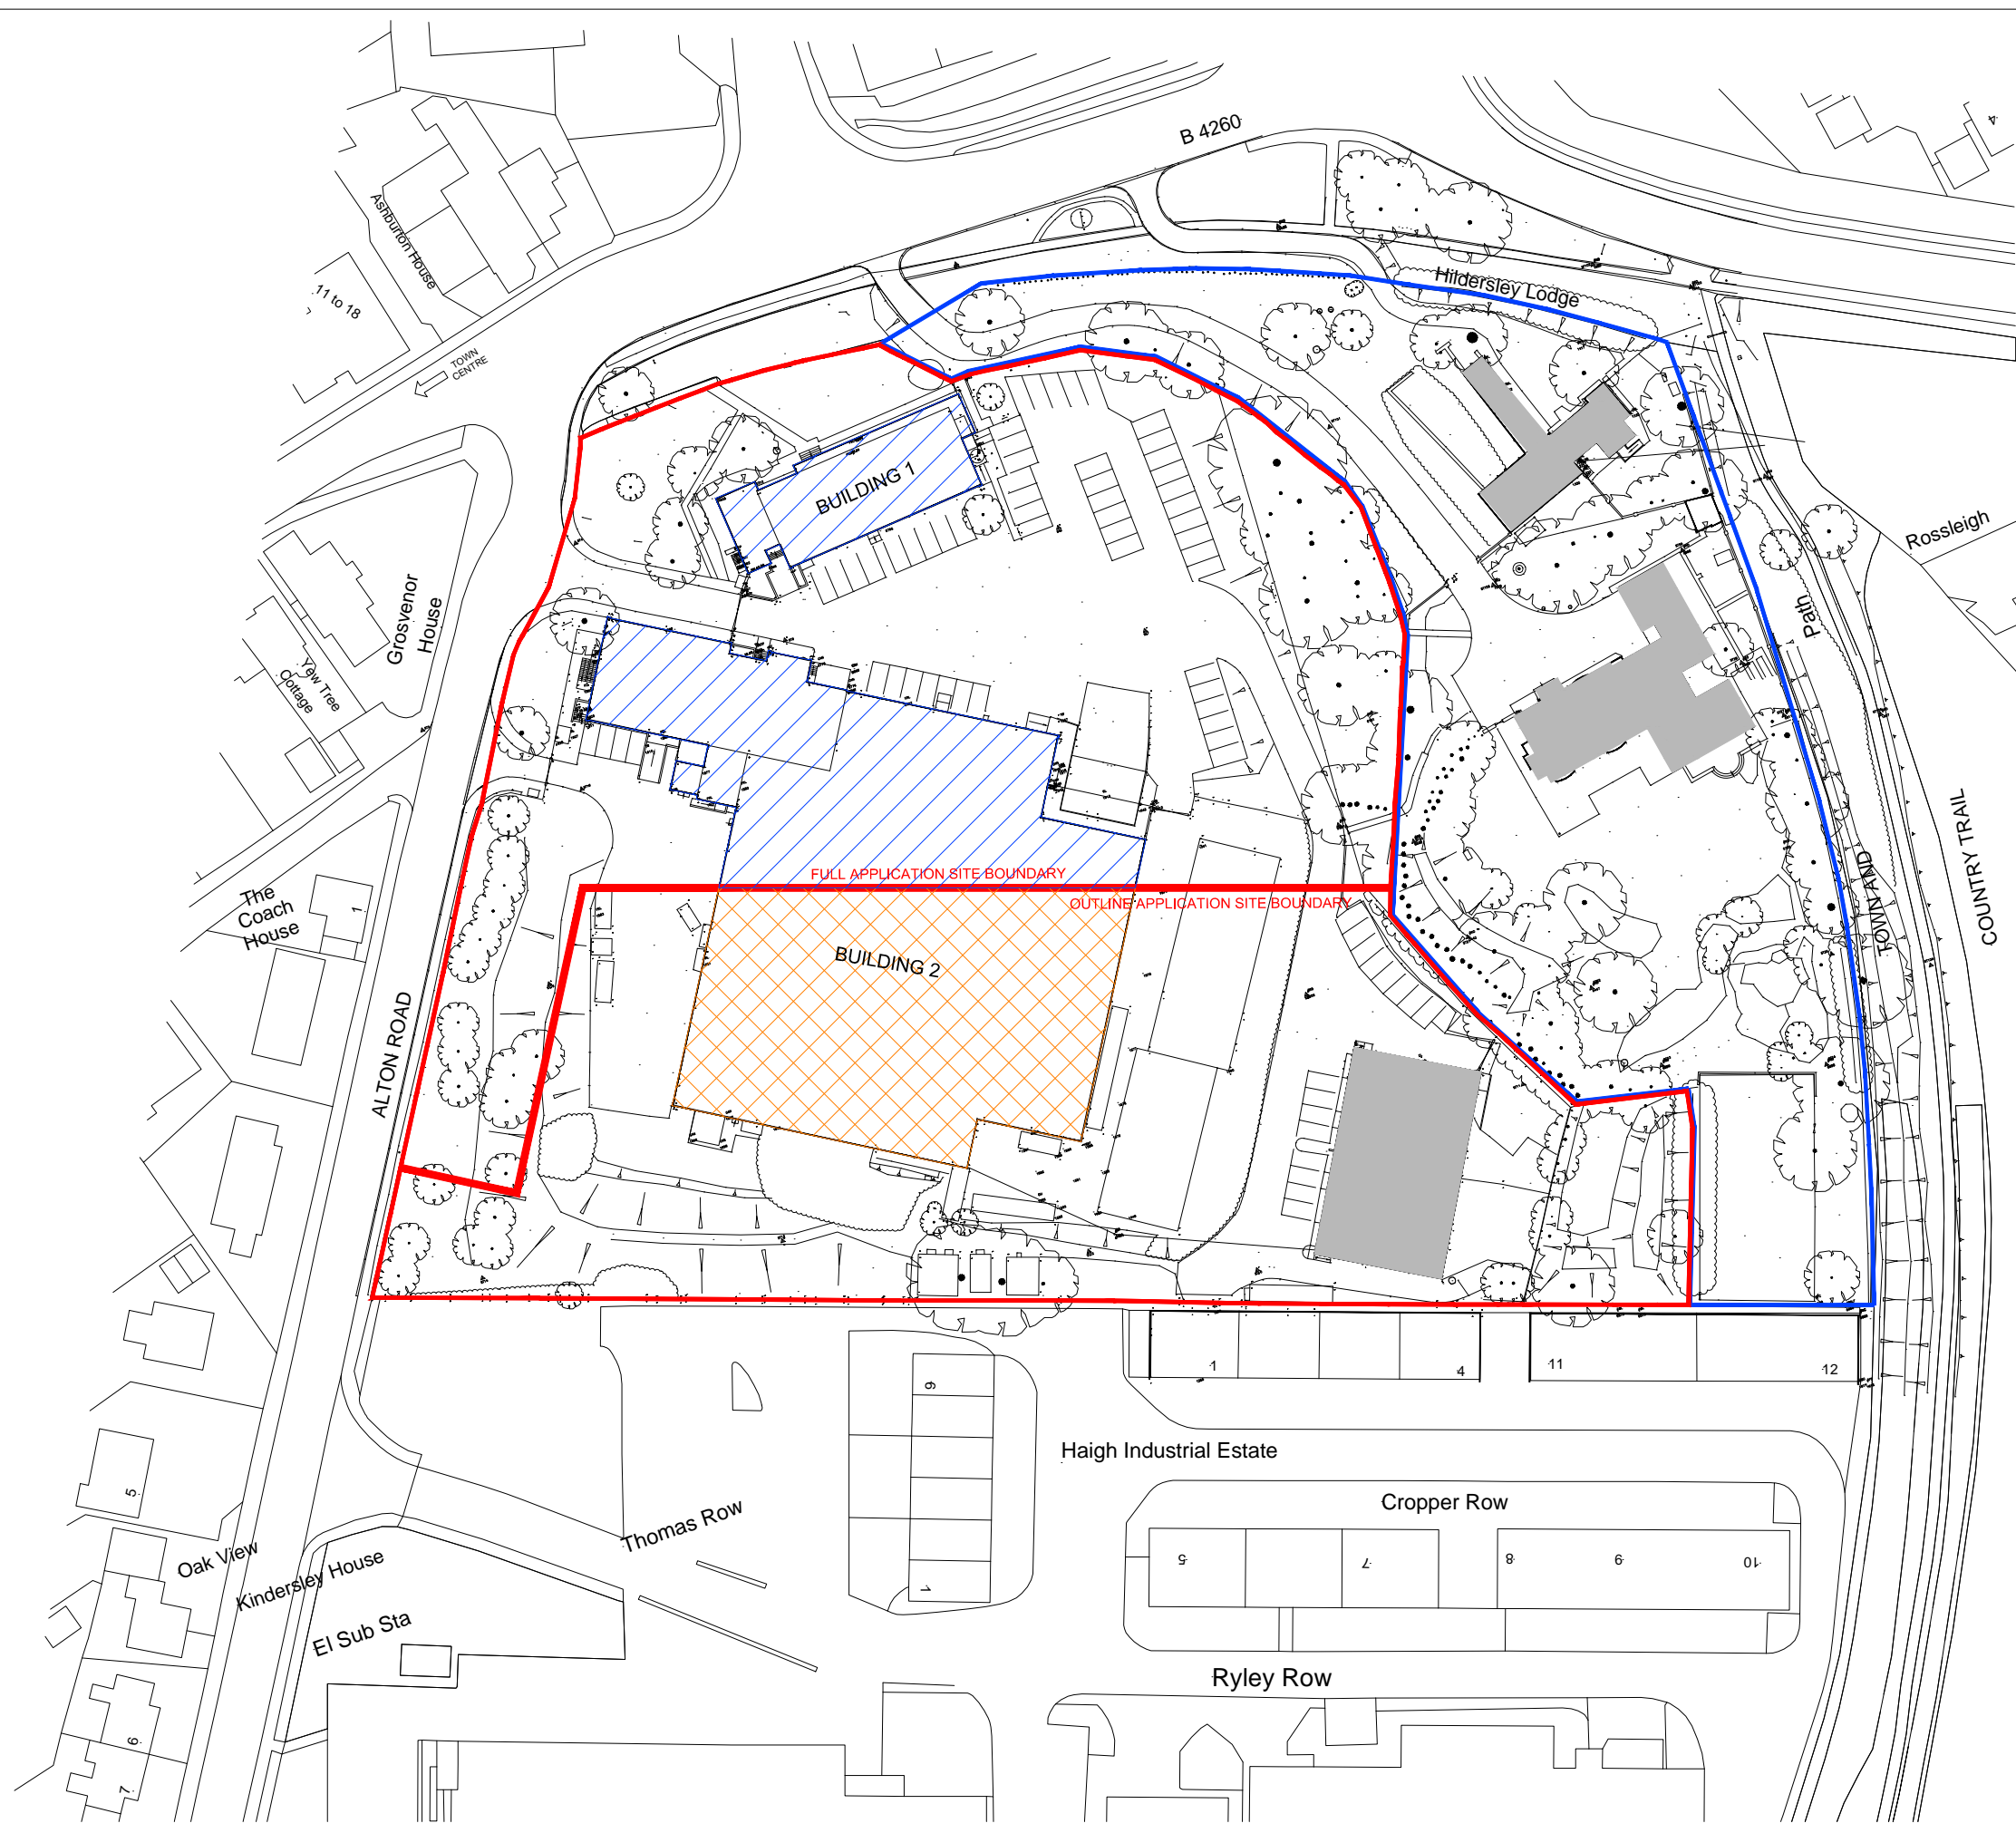 B 4260
4
Ashburton House
11 to 18
TOWN
CENTRE
Hildersley Lodge
BUILDING 1
Rossleigh
Grosvenor
House
Yew Tree
Cottage
Path
FULL APPLICATION SITE BOUNDARY
OUTLINE APPLICATION SITE BOUNDARY
BUILDING 2
The
Coach
House
1
TOWN AND
COUNTRY TRAIL
ALTON ROAD
1
4
11
12
9
1
Haigh Industrial Estate
Cropper Row
5
7
8
9
10
5
Thomas Row
Oak View
Kindersley House
El Sub Sta
Ryley Row
6
7